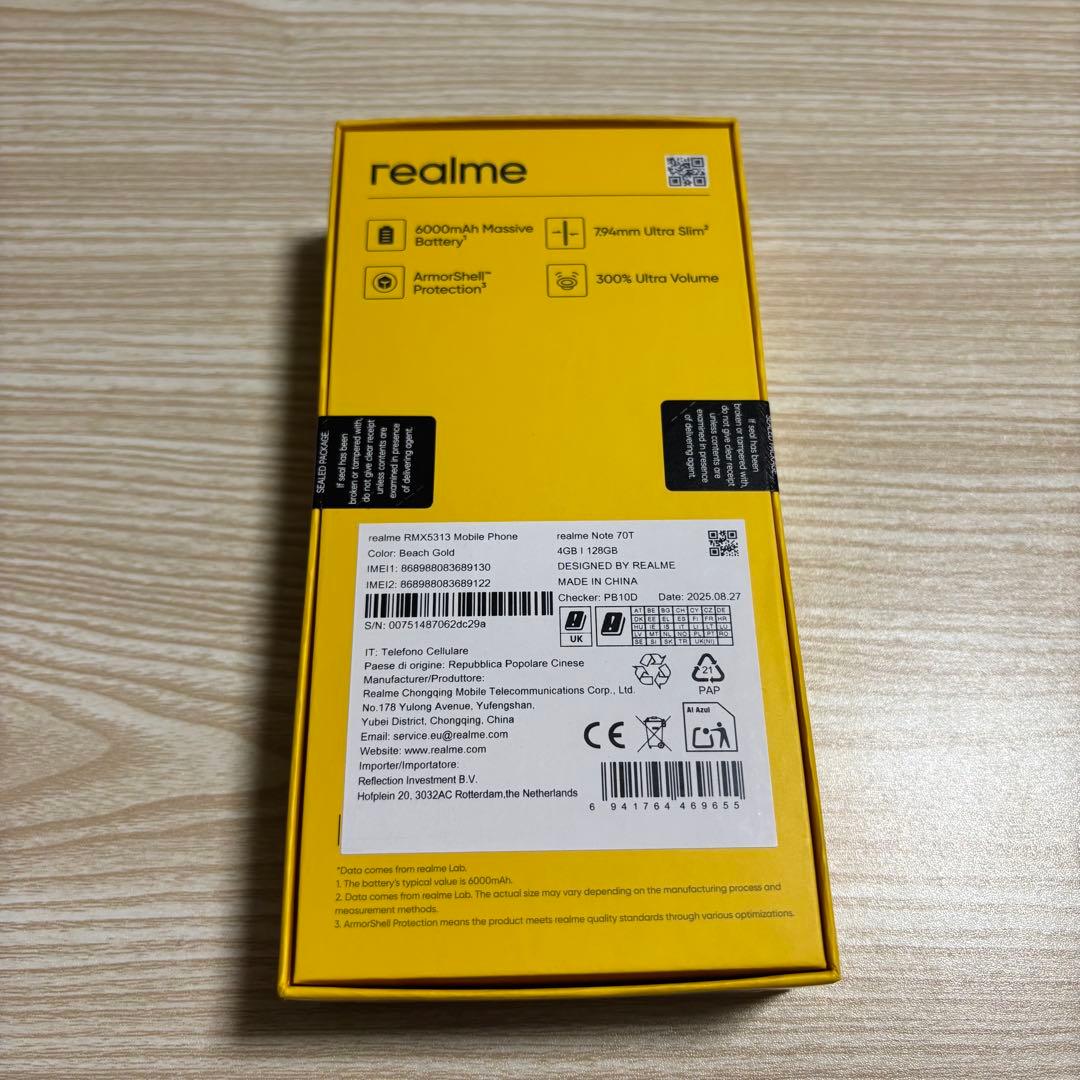 realme
6000mAh Massive
Battery¹
7.94mm Ultra Slim²
ArmorShell™
Protection³
300% Ultra Volume
SEALED PACKAGE.
If seal has been
broken or tampered with,
do not give clear receipt
unless contents are
examined in presence
of delivering agent.
If seal has been
broken or tampered with
do not give clear receipt
unless contents are
examined in presence
of delivering agent
realme RMX5313 Mobile Phone
Color: Beach Gold
IMEI1: 868988083689130
IMEI2: 868988083689122
S/N: 00751487062dc29a
realme Note 70T
4GB | 128GB
DESIGNED BY REALME
MADE IN CHINA
Checker: PB10D Date: 2025.08.27
UK
AT BE BG CH CY CZ DE
DK EE EL ES FI FR HR
HU IE IS IT LI LT LU
LV MT NL NO PL PT RO
SE SI SK TR UK(NI)
IT: Telefono Cellulare
Paese di origine: Repubblica Popolare Cinese
Manufacturer/Produttore:
Realme Chongqing Mobile Telecommunications Corp., Ltd.
No.178 Yulong Avenue, Yufengshan,
Yubei District, Chongqing, China
Email: service.eu@realme.com
Website: www.realme.com
Importer/Importatore:
Reflection Investment B.V.
Hofplein 20, 3032AC Rotterdam,the Netherlands
21
PAP
CE
Al Azul
6 941764 469655
*Data comes from realme Lab.
1. The battery's typical value is 6000mAh.
2. Data comes from realme Lab. The actual size may vary depending on the manufacturing process and
measurement methods.
3. ArmorShell Protection means the product meets realme quality standards through various optimizations.